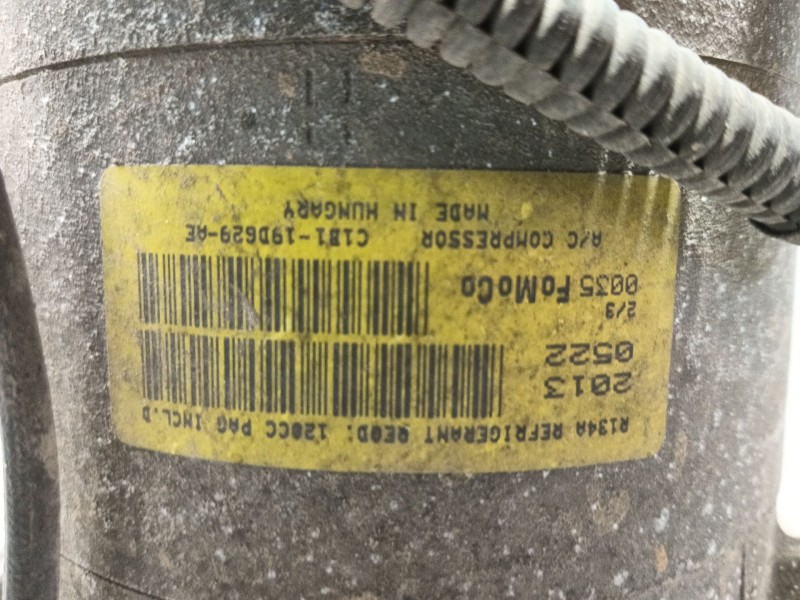 R134A REFRIGERANT REQD: 120CC PAG INCL.D
2013
0522
2/3
0035 FoMoCo
A/C COMPRESSOR C1B1-19D629-AE
MADE IN HUNGARY